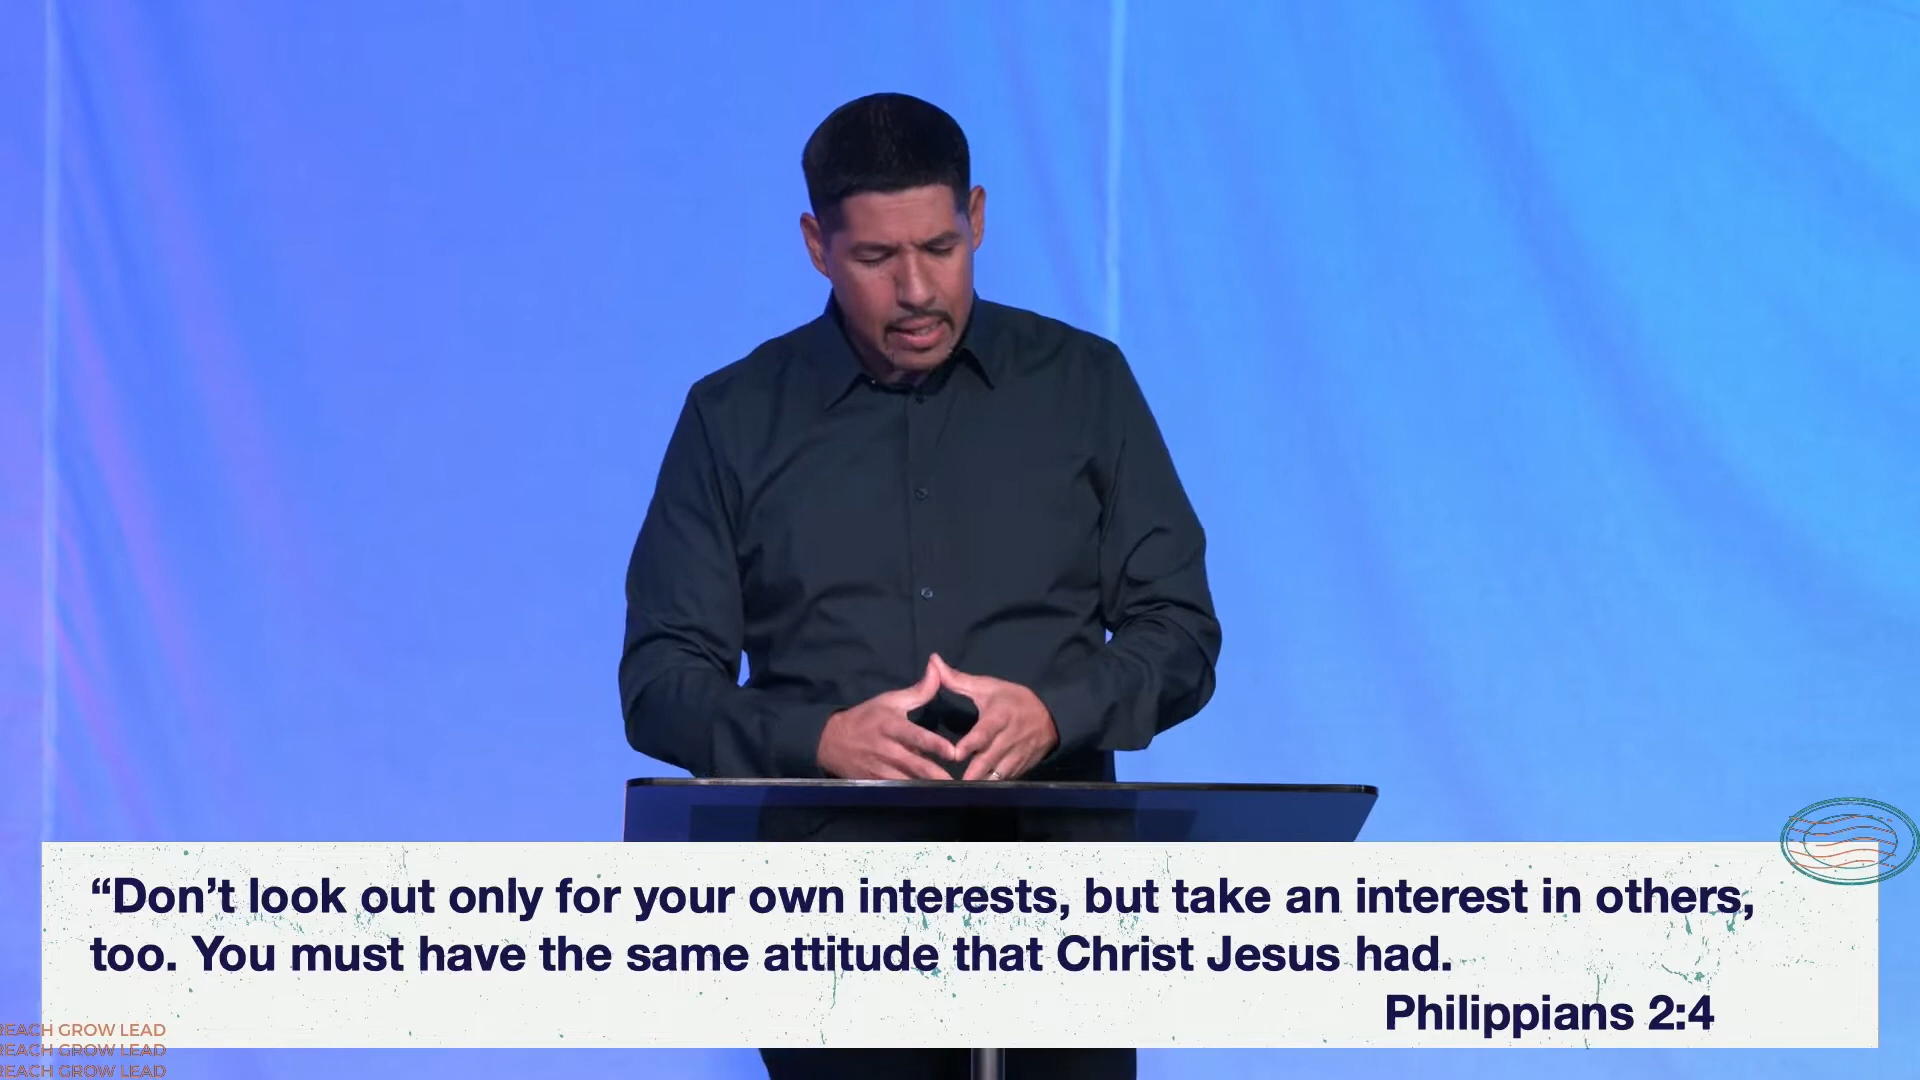 “Don’t look out only for your own interests, but take an interest in others,
too. You must have the same attitude that Christ Jesus had.
Philippians 2:4
REACH GROW LEAD
REACH GROW LEAD
REACH GROW LEAD